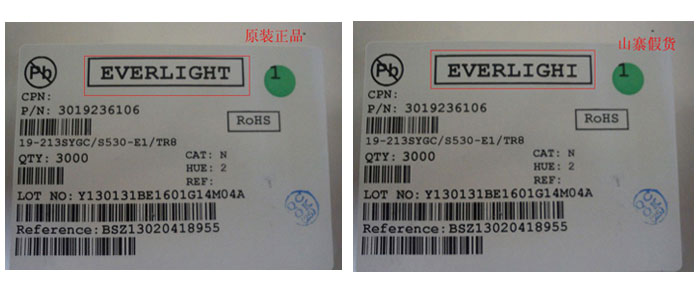 原装正品
Pb
EVERLIGHT
1
CPN:
P/N: 3019236106
RoHS
19-213SYGC/S530-E1/TR8
QTY: 3000
CAT: N
HUE: 2
REF:
LOT NO: Y130131BE1601G14M04A
Reference: BSZ13020418955
山寨假货
Pb
EVERLIGHI
1
CPN:
P/N: 3019236106
RoHS
19-213SYGC/S530-E1/TR8
QTY: 3000
CAT: N
HUE: 2
REF:
LOT NO: Y130131BE1601G14M04A
Reference: BSZ13020418955